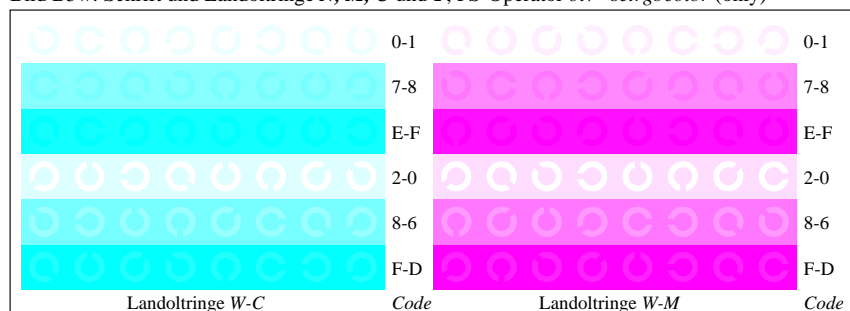 0-1 0-1
7-8 7-8
E-F E-F
2-0 2-0
8-6 8-6
F-D F-D
Landoltringe W-C Code Landoltringe W-M Code